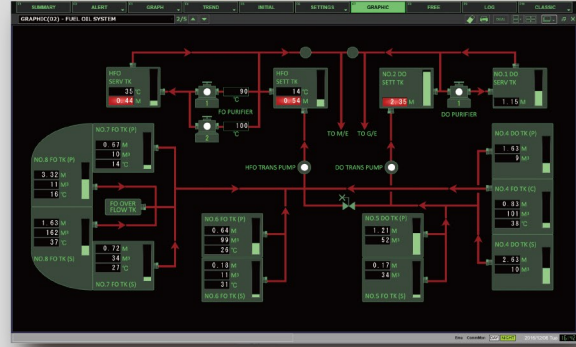 SUMMARY
ALERT
GRAPH
TREND
INITIAL
SETTINGS
GRAPHIC
FREE
LOG
CLASSIC
GRAPHIC(02) - FUEL OIL SYSTEM
2/5
HFO
SERV TK
35 ℃
0.44 M
90
℃
100
℃
1
2
FO PURIFIER
HFO
SETT TK
14 ℃
0.54 M
TO M/E
TO G/E
NO.2 DO
SETT TK
2.35 M
1
DO PURIFIER
NO.1 DO
SERV TK
1.15 M
NO.7 FO TK (P)
0.67 M
10 M³
14 ℃
NO.8 FO TK (P)
3.32 M
11 M³
16 ℃
FO OVER
FLOW TK
1.63 M
162 M³
37 ℃
NO.8 FO TK (S)
0.72 M
34 M³
27 ℃
NO.7 FO TK (S)
HFO TRANS PUMP
DO TRANS PUMP
NO.6 FO TK (P)
0.64 M
99 M³
26 ℃
0.18 M
11 M³
31 ℃
NO.6 FO TK (S)
NO.5 DO TK (P)
1.21 M
52 M³
0.17 M
34 M³
NO.5 FO TK (S)
NO.4 DO TK (P)
1.63 M
9 M³
NO.4 FO TK (C)
0.83 M
101 M³
38 ℃
NO.4 DO TK (S)
2.63 M
10 M³
DAY
NIGHT